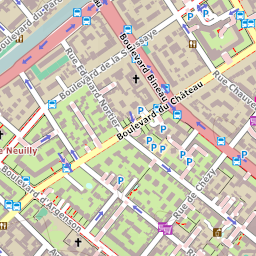 Boulevard du Parc
Boulevard de la Saussaye
Boulevard Bineau
Rue Edouard Nortier
Boulevard du Château
Rue Chauveau
Neuilly
Boulevard d'Argenson
Rue de Chézy